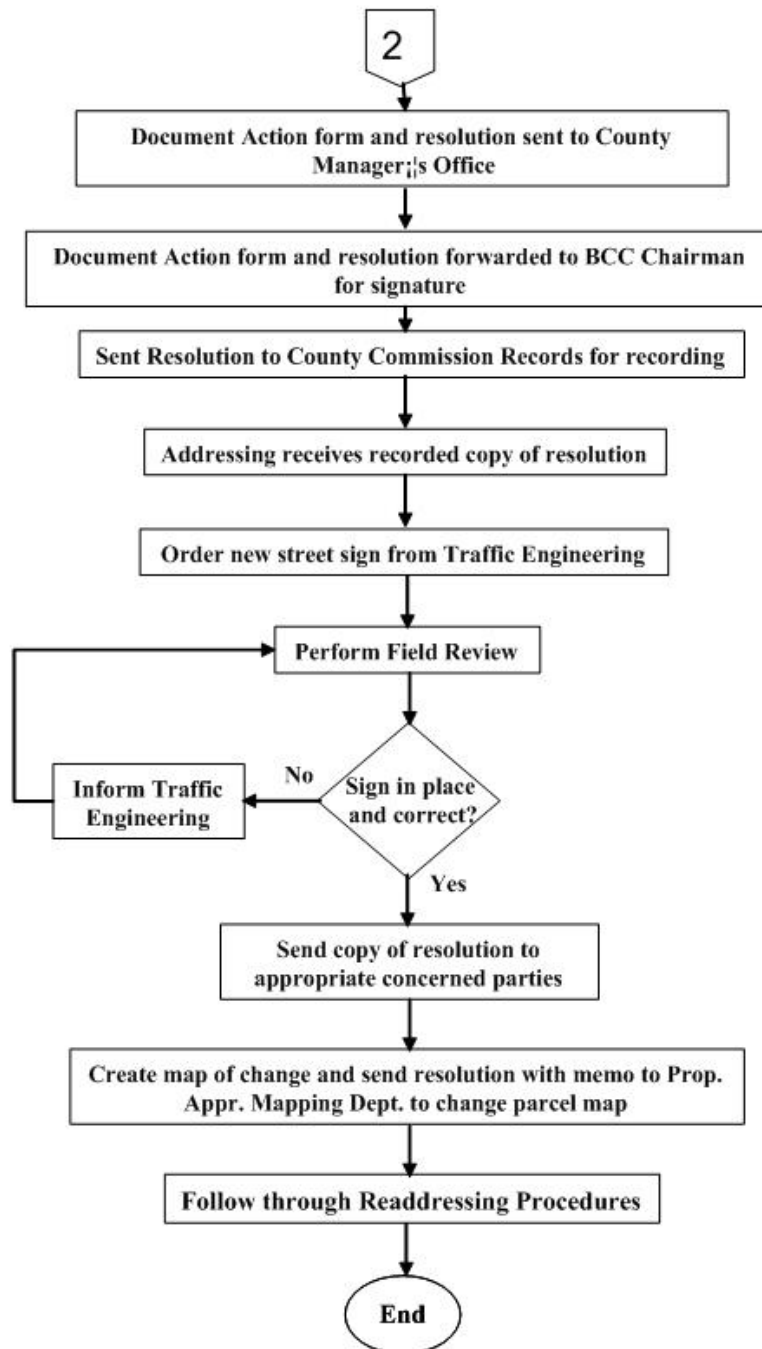 2
Document Action form and resolution sent to County
Manager¡¦s Office
Document Action form and resolution forwarded to BCC Chairman
for signature
Sent Resolution to County Commission Records for recording
Addressing receives recorded copy of resolution
Order new street sign from Traffic Engineering
Perform Field Review
Sign in place
and correct?
No
Inform Traffic
Engineering
Yes
Send copy of resolution to
appropriate concerned parties
Create map of change and send resolution with memo to Prop.
Appr. Mapping Dept. to change parcel map
Follow through Readdressing Procedures
End